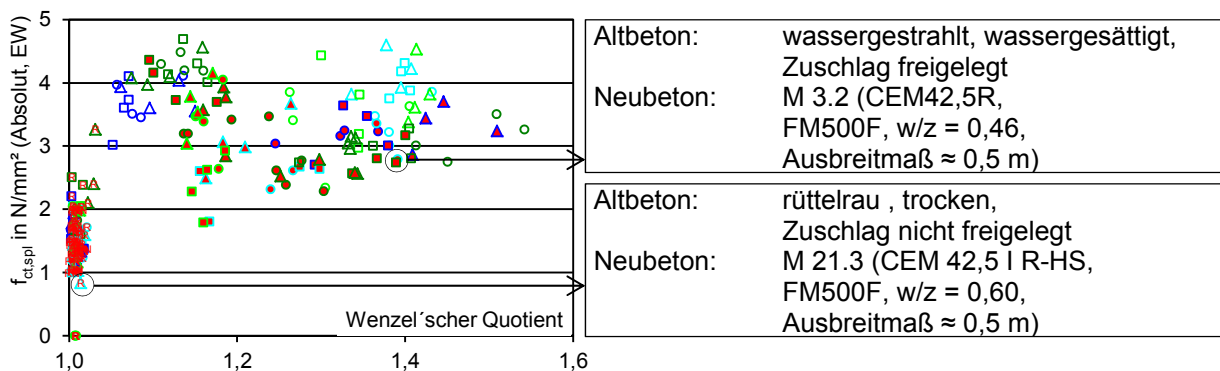 f_ct,spl in N/mm² (Absolut, EW)
5
4
3
2
1
0
1,0
1,2
1,4
1,6
Wenzel´scher Quotient
R
R
R
R
R
R
Altbeton: wassergestrahlt, wassergesättigt,
Zuschlag freigelegt
Neubeton: M 3.2 (CEM42,5R,
FM500F, w/z = 0,46,
Ausbreitmaß ≈ 0,5 m)
Altbeton: rüttelrau , trocken,
Zuschlag nicht freigelegt
Neubeton: M 21.3 (CEM 42,5 I R-HS,
FM500F, w/z = 0,60,
Ausbreitmaß ≈ 0,5 m)